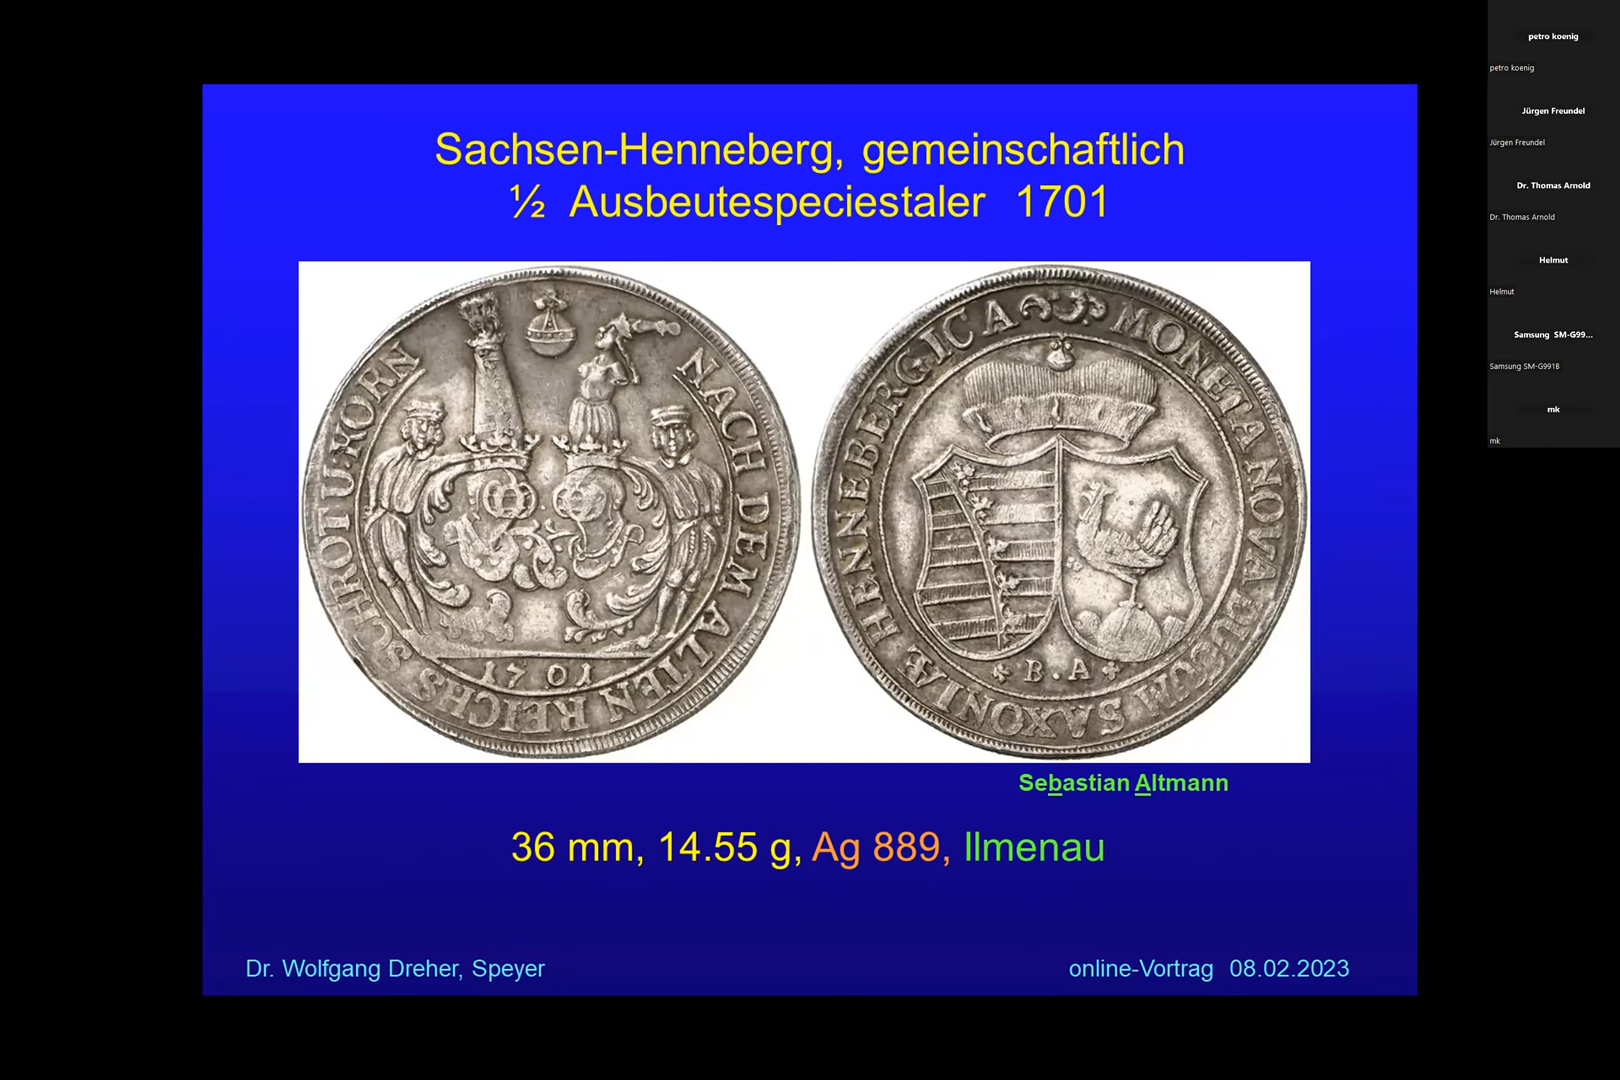 Sachsen-Henneberg, gemeinschaftlich
½ Ausbeutespeciestaler 1701
NACH DEM ALTEN REICHS SCHROT U: KORN
1701
MONETA NOVA DUCUM SAXONIÆ HENNEBERGICA
B.A
Sebastian Altmann
36 mm, 14.55 g, Ag 889, Ilmenau
Dr. Wolfgang Dreher, Speyer
online-Vortrag 08.02.2023
petro koenig
petro koenig
Jürgen Freundel
Jürgen Freundel
Dr. Thomas Arnold
Dr. Thomas Arnold
Helmut
Helmut
Samsung SM-G99...
Samsung SM-G991B
mk
mk